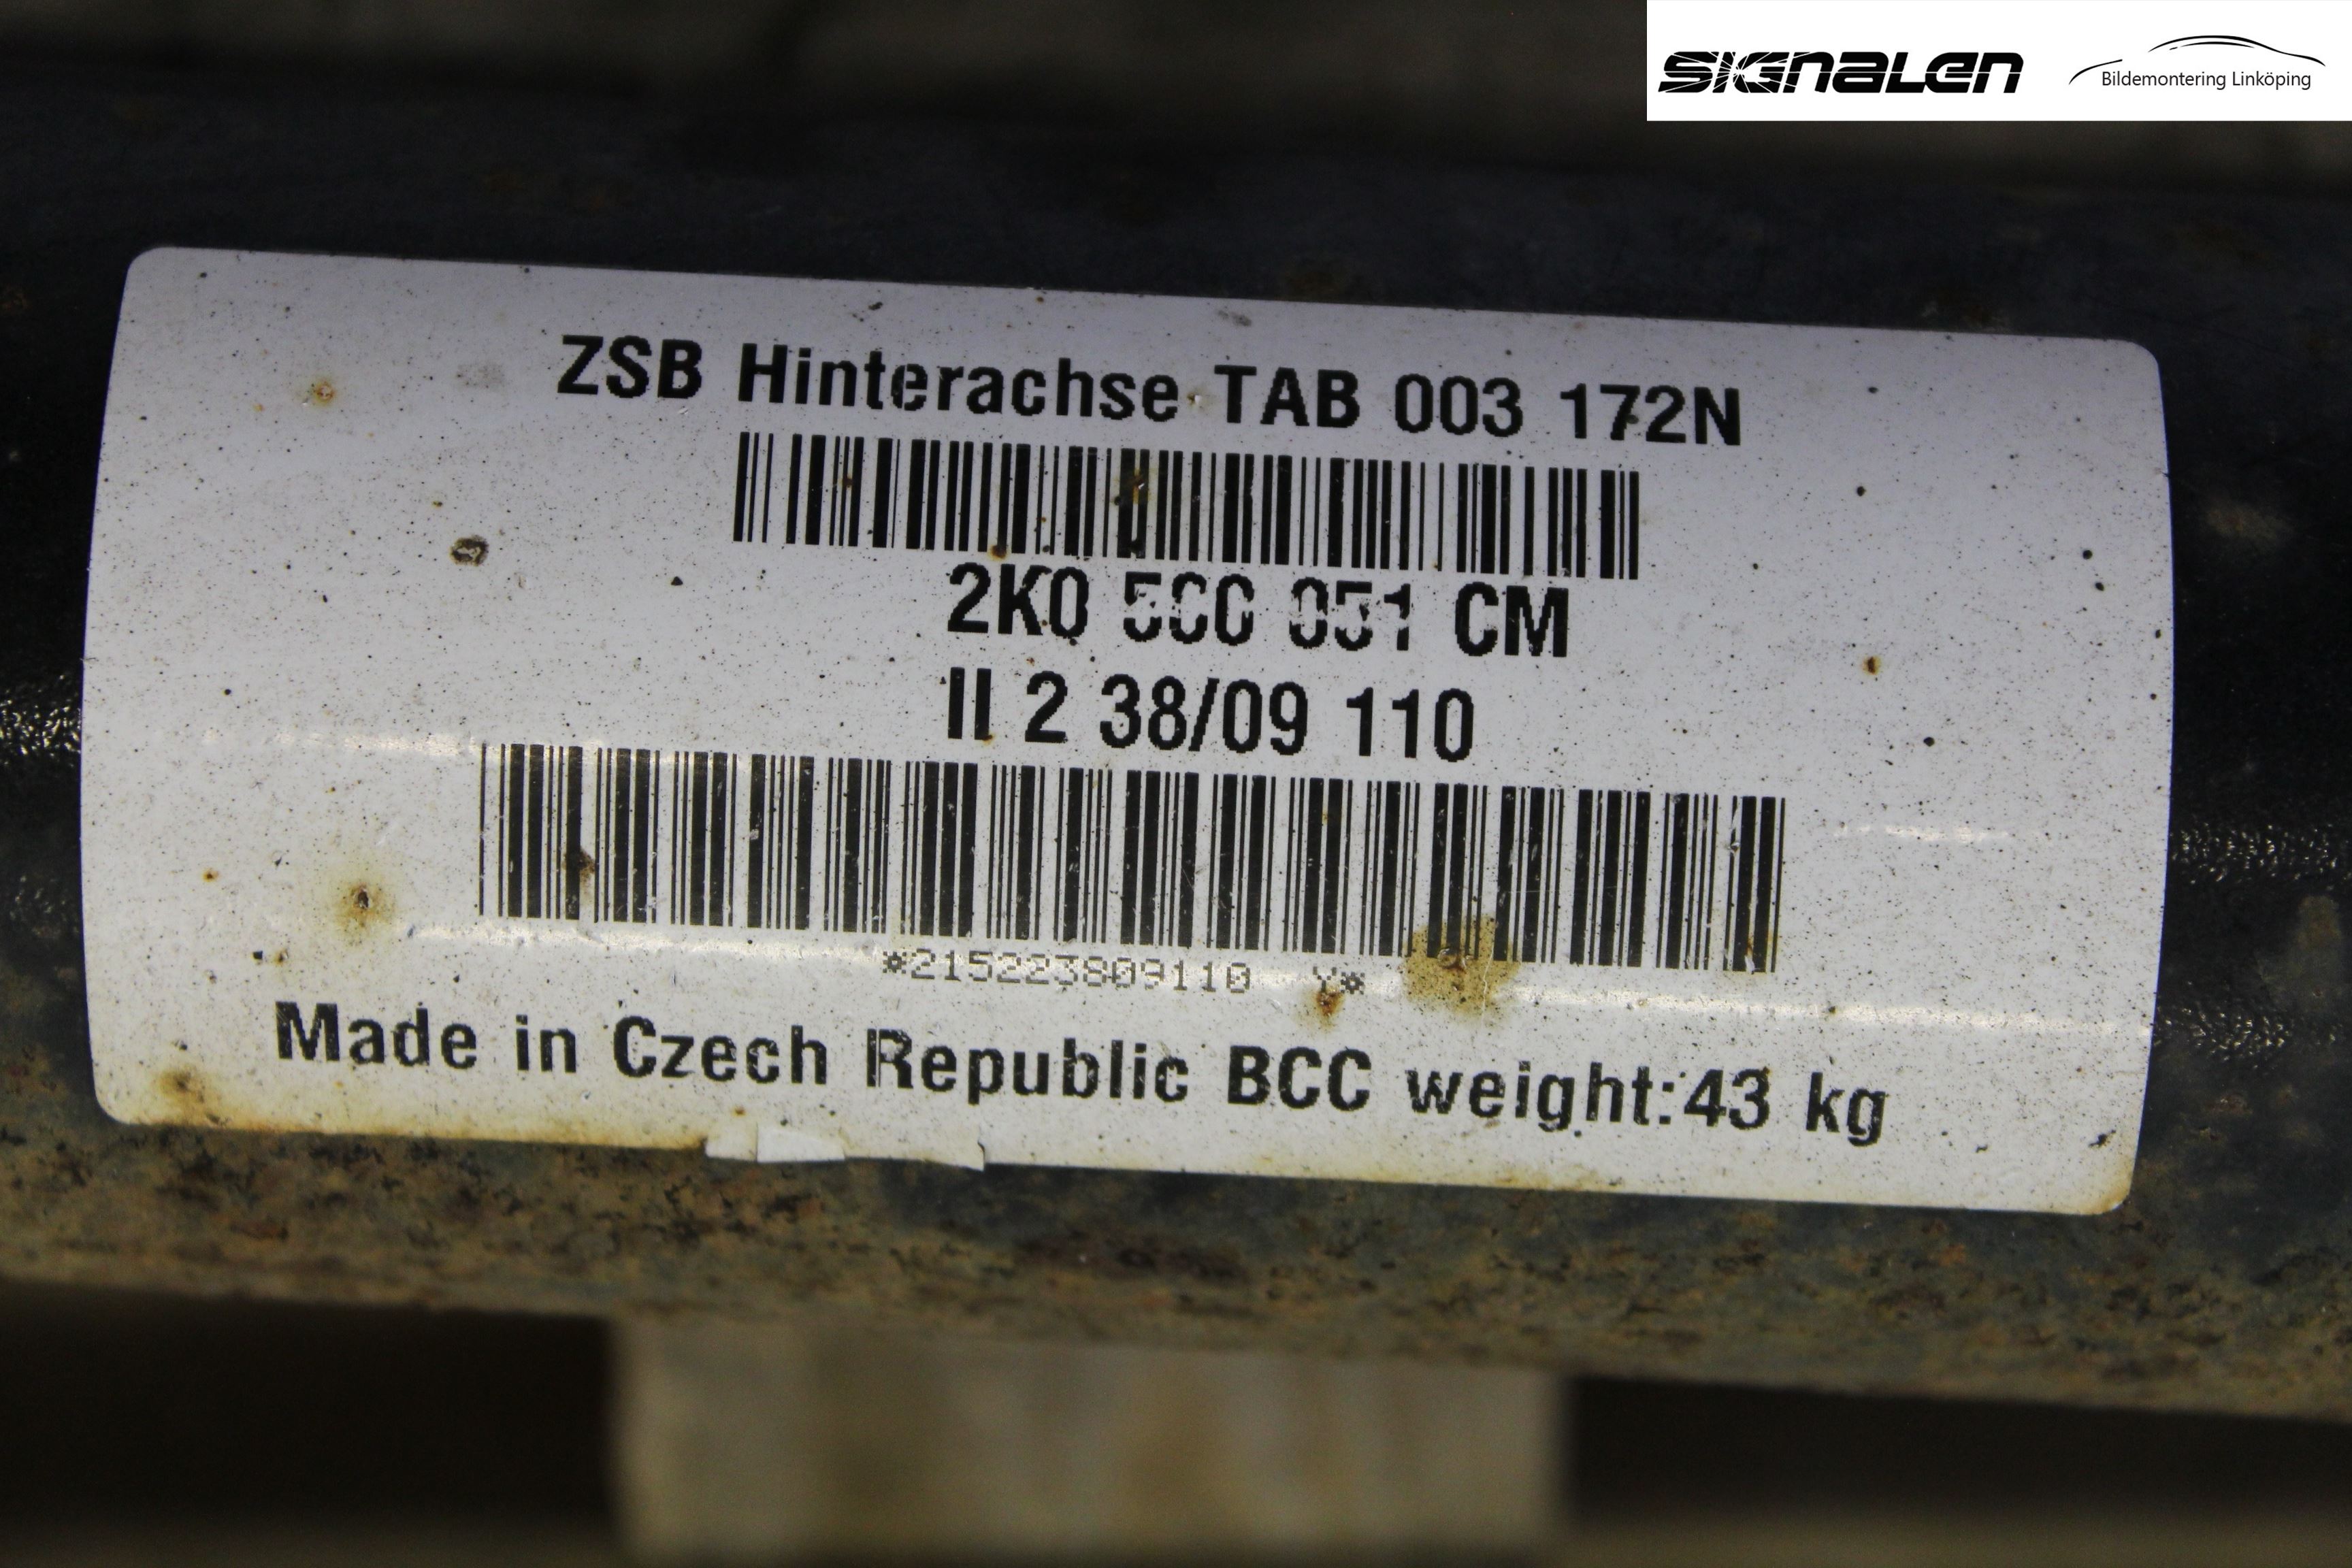 SIGNALEN
Bildemontering Linköping
ZSB Hinterachse TAB 003 172N
2K0 500 051 CM
II 2 38/09 110
*215223809110 Y*
Made in Czech Republic BCC weight:43 kg